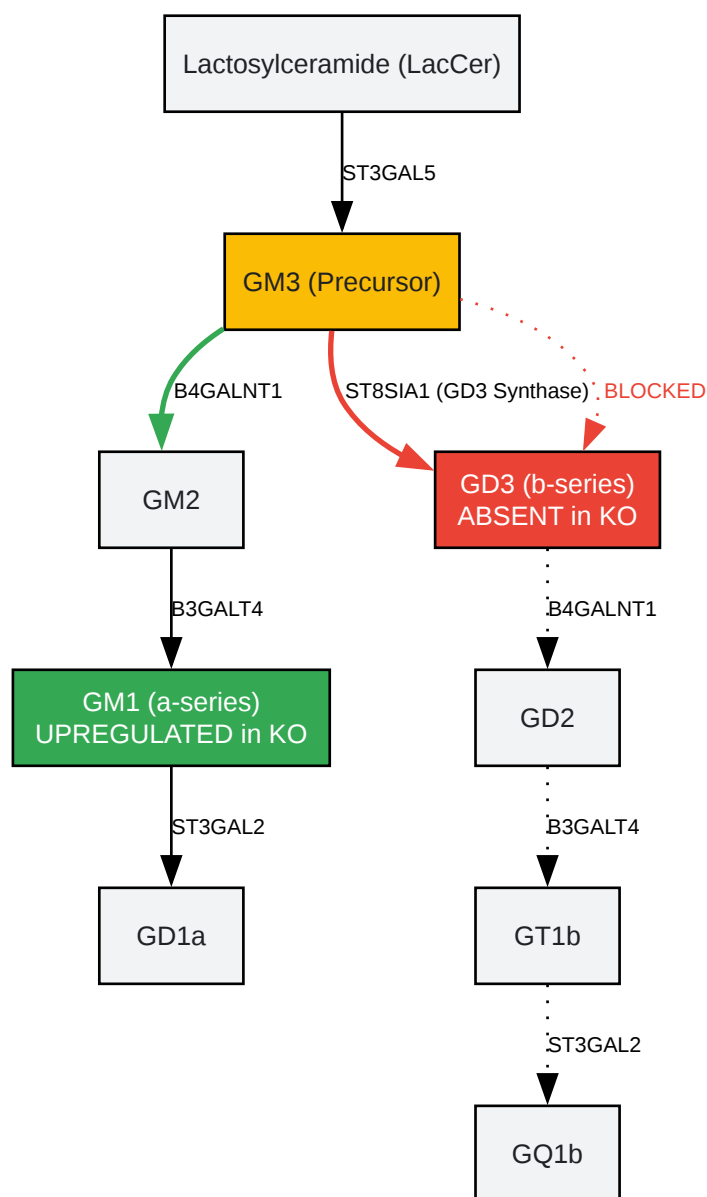 Lactosylceramide (LacCer)
ST3GAL5
GM3 (Precursor)
B4GALNT1
ST8SIA1 (GD3 Synthase)
BLOCKED
GM2
GD3 (b-series)
ABSENT in KO
B3GALT4
B4GALNT1
GM1 (a-series)
UPREGULATED in KO
GD2
ST3GAL2
B3GALT4
GD1a
GT1b
ST3GAL2
GQ1b